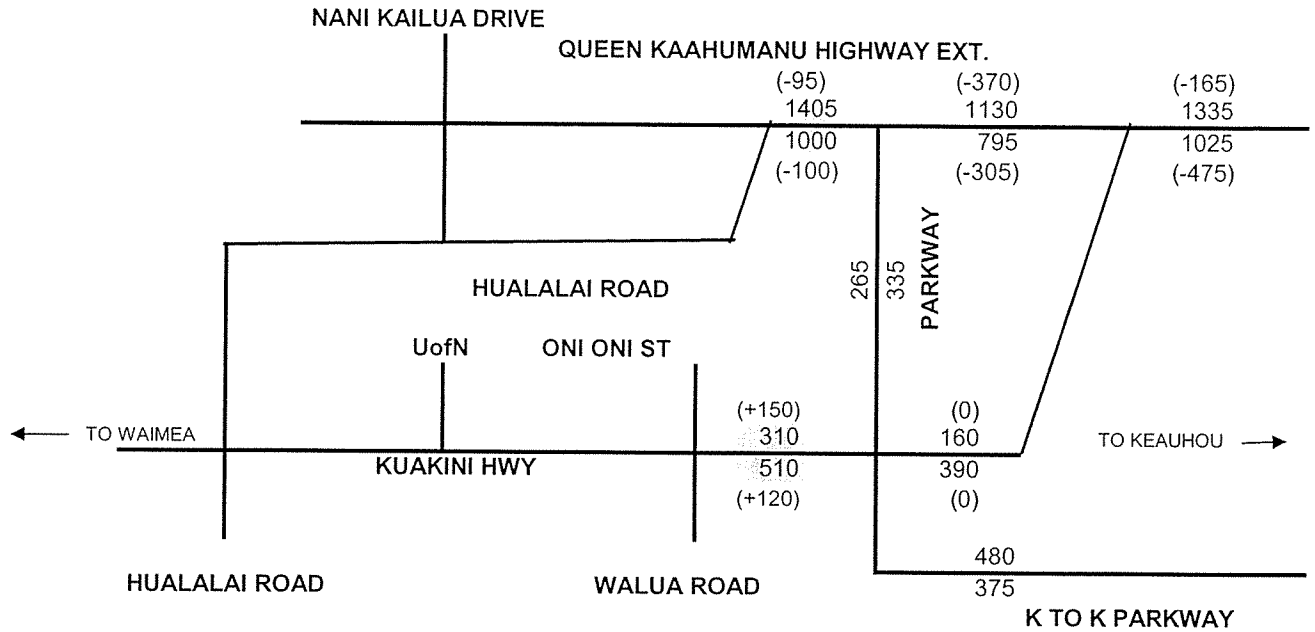 NANI KAILUA DRIVE
QUEEN KAAHUMANU HIGHWAY EXT.
(-95) (-370) (-165)
1405 1130 1335
1000 795 1025
(-100) (-305) (-475)
265 335 PARKWAY
HUALALAI ROAD
UofN ONI ONI ST
(+150) (0)
← TO WAIMEA 310 160 TO KEAUHOU →
KUAKINI HWY 510 390
(+120) (0)
480
HUALALAI ROAD WALUA ROAD 375
K TO K PARKWAY